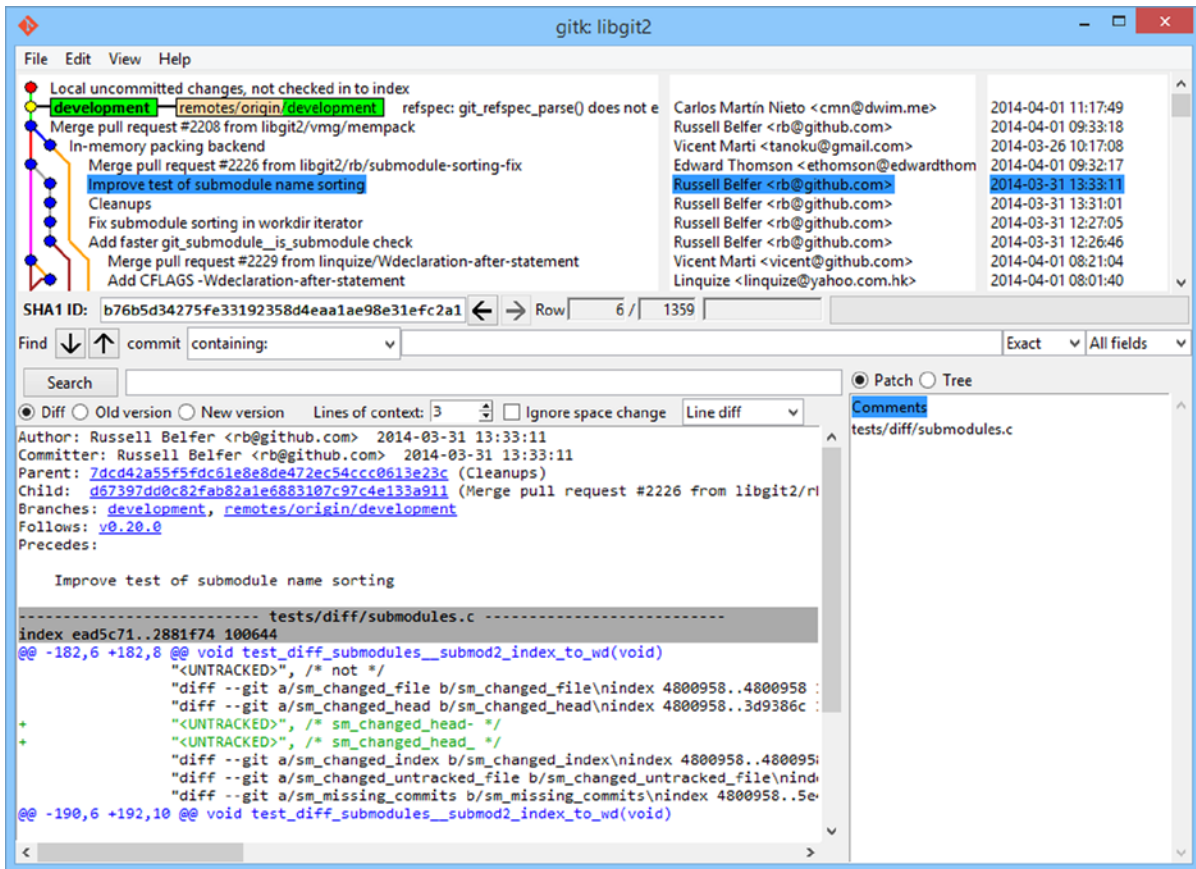 gitk: libgit2
File Edit View Help
Local uncommitted changes, not checked in to index
development remotes/origin/development refspec: git_refspec_parse() does not e Carlos Martín Nieto <cmn@dwim.me> 2014-04-01 11:17:49
Merge pull request #2208 from libgit2/vmg/mempack Russell Belfer <rb@github.com> 2014-04-01 09:33:18
In-memory packing backend Vicent Marti <tanoku@gmail.com> 2014-03-26 10:17:08
Merge pull request #2226 from libgit2/rb/submodule-sorting-fix Edward Thomson <ethomson@edwardthom 2014-04-01 09:32:17
Improve test of submodule name sorting Russell Belfer <rb@github.com> 2014-03-31 13:33:11
Cleanups Russell Belfer <rb@github.com> 2014-03-31 13:31:01
Fix submodule sorting in workdir iterator Russell Belfer <rb@github.com> 2014-03-31 12:27:05
Add faster git_submodule__is_submodule check Russell Belfer <rb@github.com> 2014-03-31 12:26:46
Merge pull request #2229 from linquize/Wdeclaration-after-statement Vicent Marti <vicent@github.com> 2014-04-01 08:21:04
Add CFLAGS -Wdeclaration-after-statement Linquize <linquize@yahoo.com.hk> 2014-04-01 08:01:40
SHA1 ID: b76b5d34275fe33192358d4eaa1ae98e31efc2a1 Row 6 / 1359
Find commit containing: Exact All fields
Search Patch Tree
Diff Old version New version Lines of context: 3 Ignore space change Line diff
Comments
tests/diff/submodules.c
Author: Russell Belfer <rb@github.com> 2014-03-31 13:33:11
Committer: Russell Belfer <rb@github.com> 2014-03-31 13:33:11
Parent: 7dcd42a55f5fdc61e8e8de472ec54ccc0613e23c (Cleanups)
Child: d67397dd0c82fab82a1e6883107c97c4e133a911 (Merge pull request #2226 from libgit2/rl
Branches: development, remotes/origin/development
Follows: v0.20.0
Precedes:
Improve test of submodule name sorting
--------------------------- tests/diff/submodules.c ---------------------------
index ead5c71..2881f74 100644
@@ -182,6 +182,8 @@ void test_diff_submodules__submod2_index_to_wd(void)
"<UNTRACKED>", /* not */
"diff --git a/sm_changed_file b/sm_changed_file\nindex 4800958..4800958
"diff --git a/sm_changed_head b/sm_changed_head\nindex 4800958..3d9386c
+ "<UNTRACKED>", /* sm_changed_head- */
+ "<UNTRACKED>", /* sm_changed_head_ */
"diff --git a/sm_changed_index b/sm_changed_index\nindex 4800958..480095
"diff --git a/sm_changed_untracked_file b/sm_changed_untracked_file\nind
"diff --git a/sm_missing_commits b/sm_missing_commits\nindex 4800958..5e
@@ -190,6 +192,10 @@ void test_diff_submodules__submod2_index_to_wd(void)